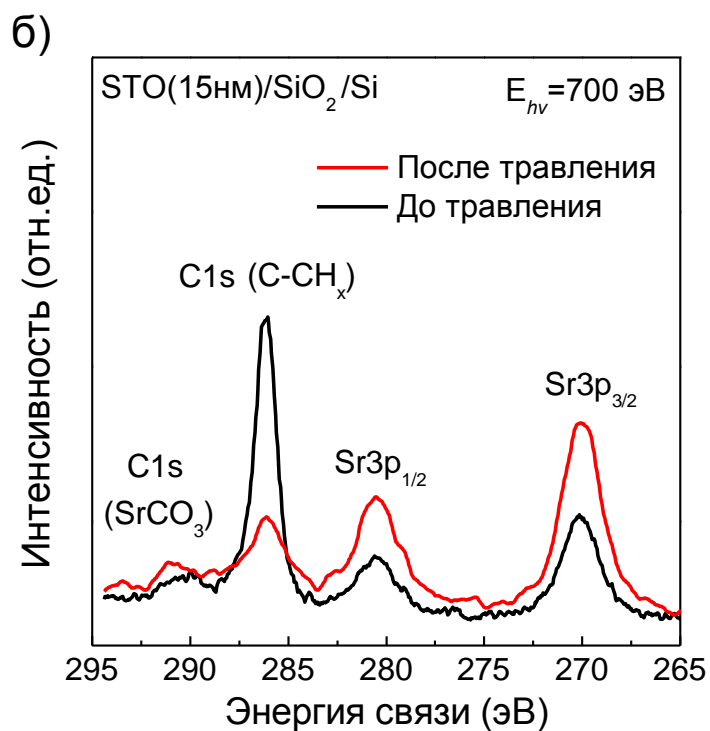 б)
STO(15нм)/SiO₂/Si
E_hν=700 эВ
После травления
До травления
C1s (C-CHₓ)
Sr3p₃/₂
C1s
(SrCO₃)
Sr3p₁/₂
Интенсивность (отн.ед.)
295 290 285 280 275 270 265
Энергия связи (эВ)